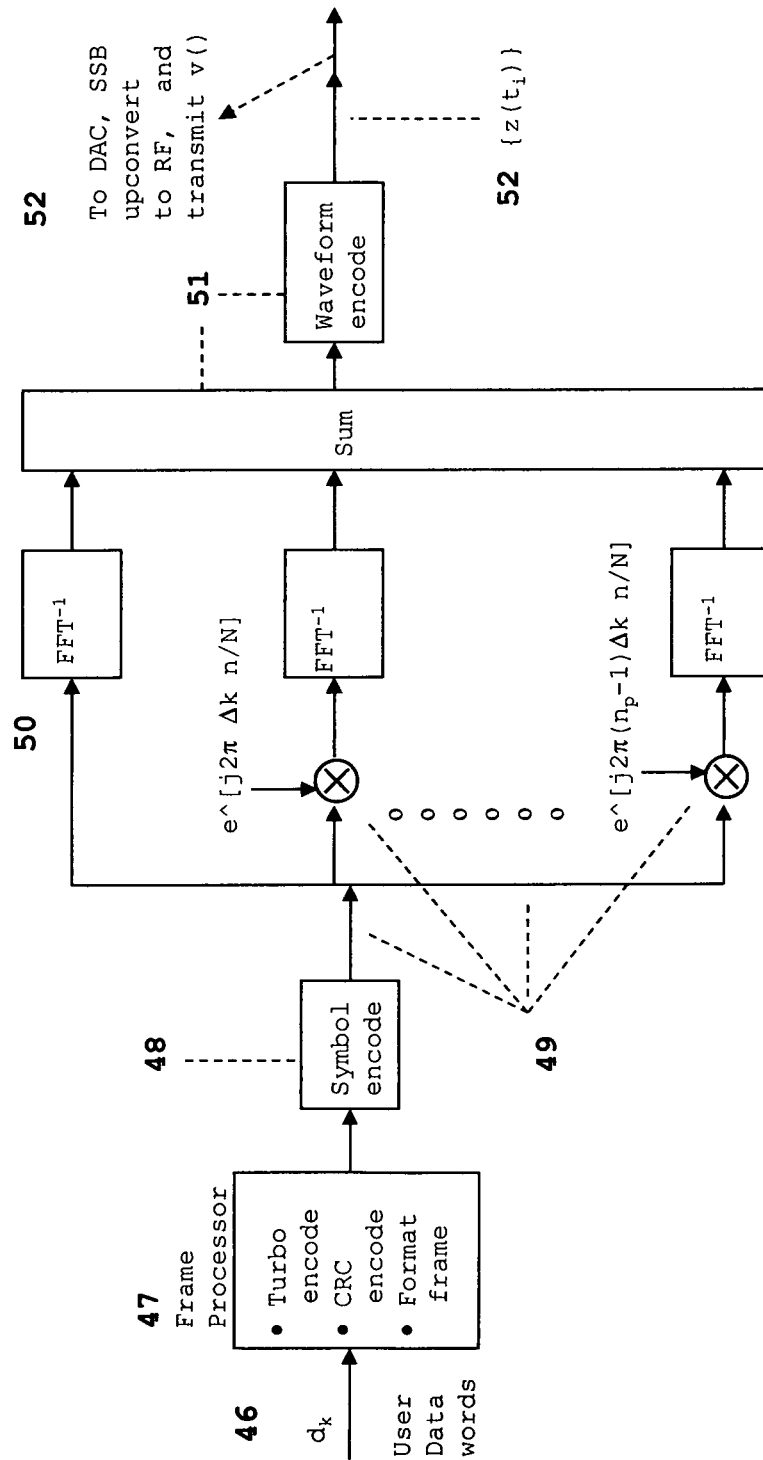 46
d_k
User
Data
words
47
Frame
Processor
• Turbo
encode
• CRC
encode
• Format
frame
48
Symbol
encode
49
50
FFT⁻¹
e^[j2π Δk n/N]
FFT⁻¹
o o o o o o
e^[j2π(n_p-1)Δk n/N]
FFT⁻¹
Sum
51
Waveform
encode
52
To DAC, SSB
upconvert
to RF, and
transmit v()
52 {z(t_i)}